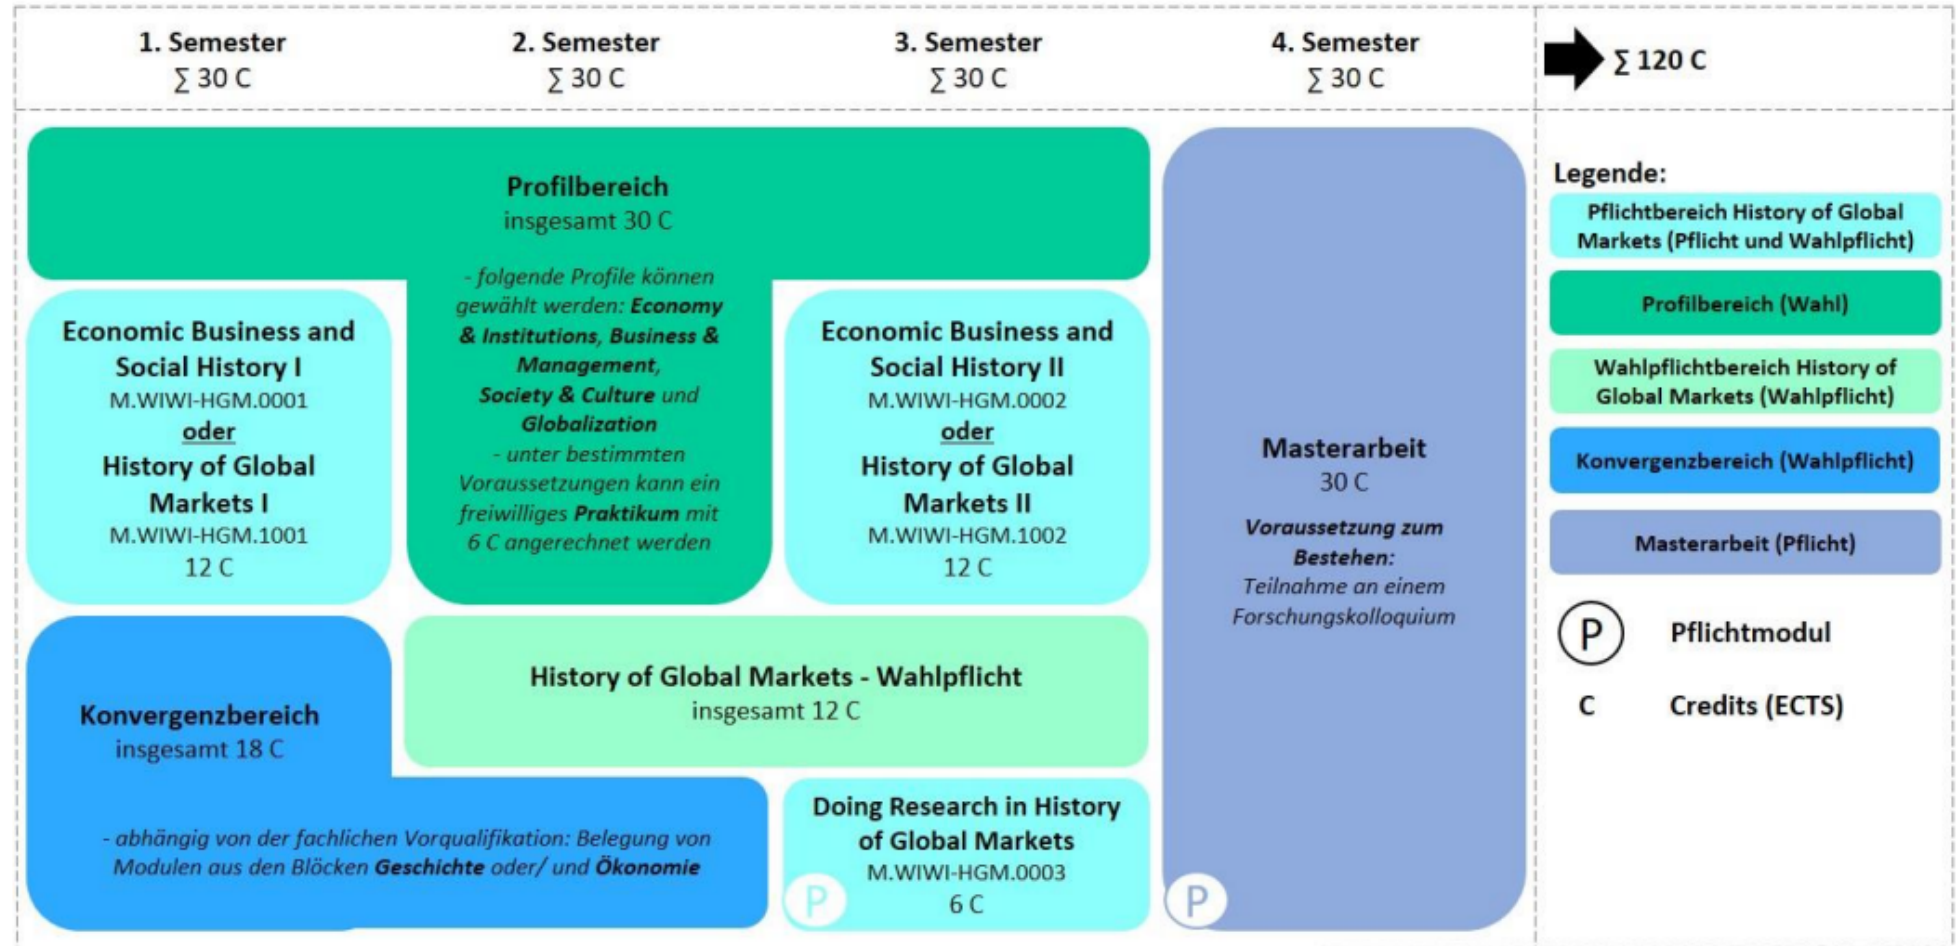 1. Semester
∑ 30 C
2. Semester
∑ 30 C
3. Semester
∑ 30 C
4. Semester
∑ 30 C
∑ 120 C
Profilbereich
insgesamt 30 C
- folgende Profile können
gewählt werden: Economy
& Institutions, Business &
Management,
Society & Culture und
Globalization
- unter bestimmten
Voraussetzungen kann ein
freiwilliges Praktikum mit
6 C angerechnet werden
Economic Business and
Social History I
M.WIWI-HGM.0001
oder
History of Global
Markets I
M.WIWI-HGM.1001
12 C
Economic Business and
Social History II
M.WIWI-HGM.0002
oder
History of Global
Markets II
M.WIWI-HGM.1002
12 C
Konvergenzbereich
insgesamt 18 C
- abhängig von der fachlichen Vorqualifikation: Belegung von
Modulen aus den Blöcken Geschichte oder/ und Ökonomie
History of Global Markets - Wahlpflicht
insgesamt 12 C
Doing Research in History
of Global Markets
M.WIWI-HGM.0003
6 C
P
Masterarbeit
30 C
Voraussetzung zum
Bestehen:
Teilnahme an einem
Forschungskolloquium
P
Legende:
Pflichtbereich History of Global
Markets (Pflicht und Wahlpflicht)
Profilbereich (Wahl)
Wahlpflichtbereich History of
Global Markets (Wahlpflicht)
Konvergenzbereich (Wahlpflicht)
Masterarbeit (Pflicht)
P Pflichtmodul
C Credits (ECTS)